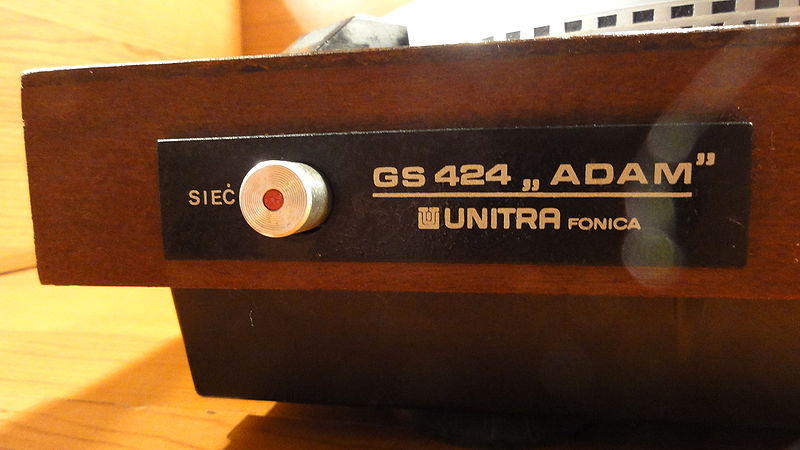 SIEĆ
GS 424 „ADAM”
UNITRA FONICA